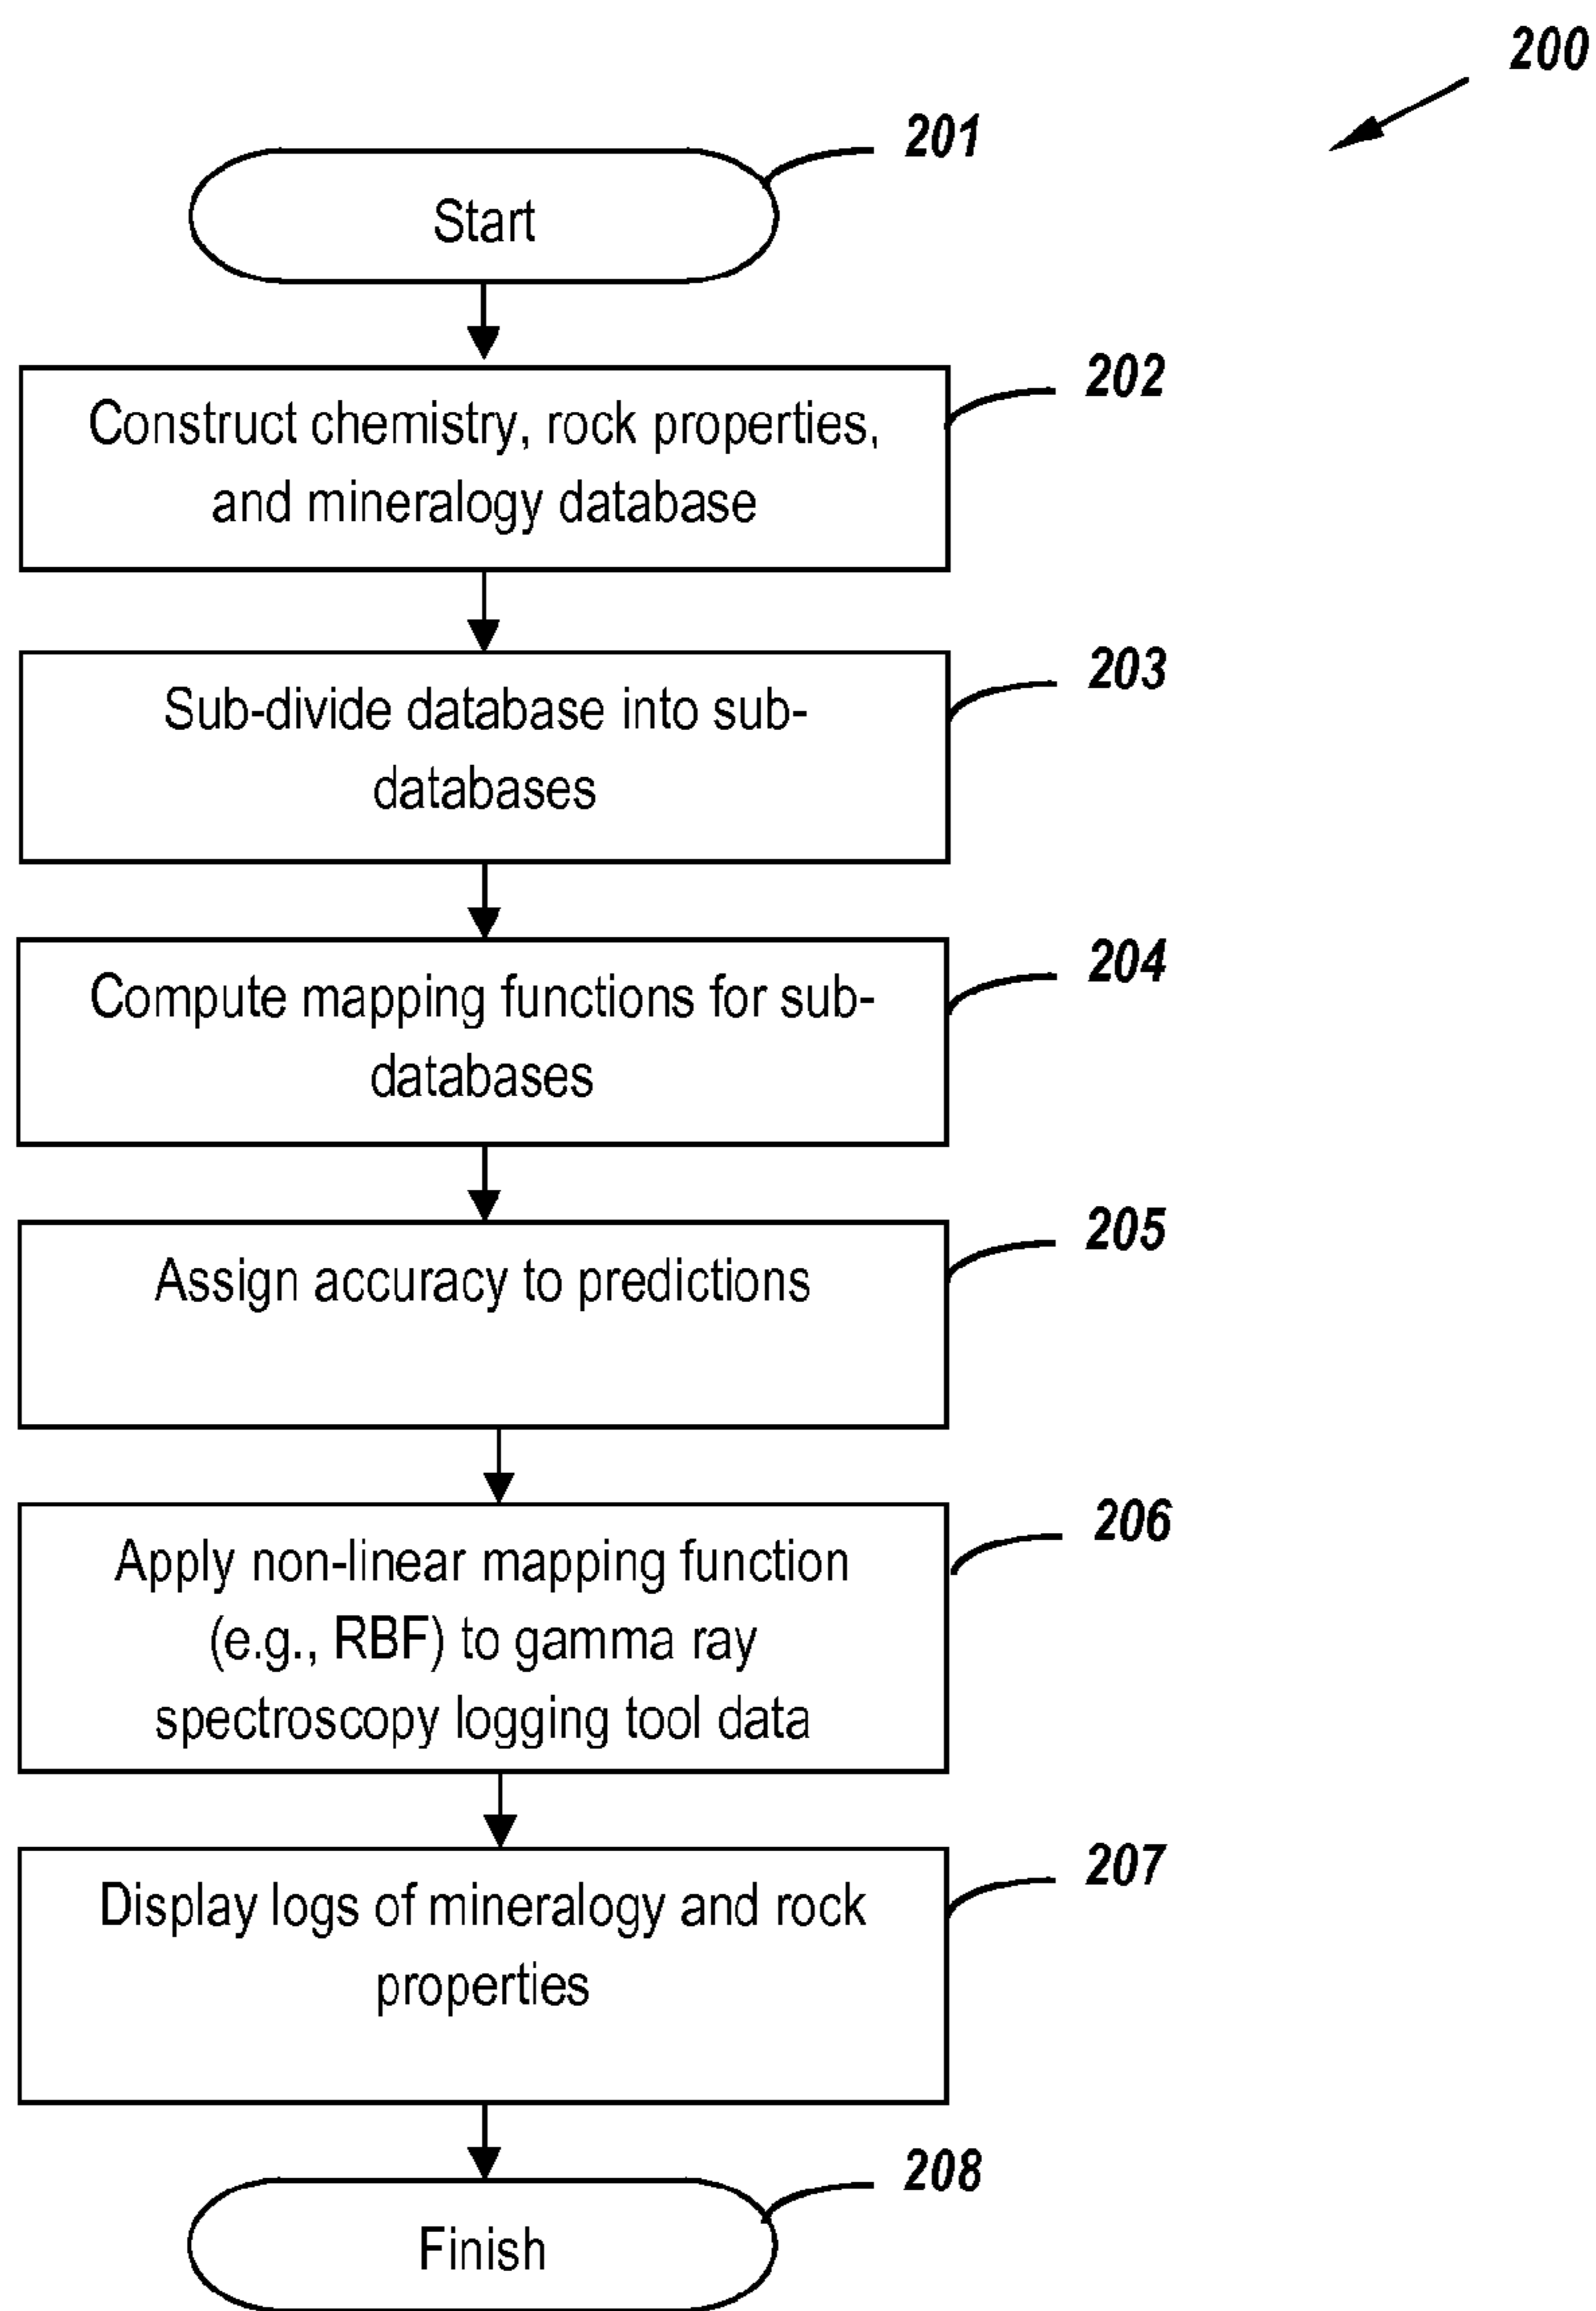 200
201
Start
202
Construct chemistry, rock properties,
and mineralogy database
203
Sub-divide database into sub-
databases
204
Compute mapping functions for sub-
databases
205
Assign accuracy to predictions
206
Apply non-linear mapping function
(e.g., RBF) to gamma ray
spectroscopy logging tool data
207
Display logs of mineralogy and rock
properties
208
Finish